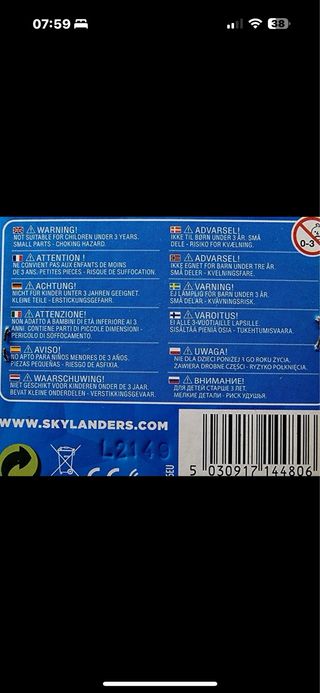 07:59
38
WARNING!
NOT SUITABLE FOR CHILDREN UNDER 3 YEARS.
SMALL PARTS - CHOKING HAZARD.
ATTENTION !
NE CONVIENT PAS AUX ENFANTS DE MOINS
DE 3 ANS. PETITES PIECES - RISQUE DE SUFFOCATION.
ACHTUNG!
NICHT FÜR KINDER UNTER 3 JAHREN GEEIGNET.
KLEINE TEILE - ERSTICKUNGSGEFAHR.
ATTENZIONE!
NON ADATTO A BAMBINI DI ETÀ INFERIORE AI 3
ANNI. CONTIENE PARTI DI PICCOLE DIMENSIONI -
PERICOLO DI SOFFOCAMENTO
AVISO!
NO APTO PARA NIÑOS MENORES DE 3 AÑOS.
PIEZAS PEQUEÑAS - RIESGO DE ASFIXIA.
WAARSCHUWING!
NIET GESCHIKT VOOR KINDEREN ONDER DE 3 JAAR.
BEVAT KLEINE ONDERDELEN - VERSTIKKINGSGEVAAR.
ADVARSEL!
IKKE TIL BØRN UNDER 3 ÅR. SMÅ
DELE - RISIKO FOR KVÆLNING.
ADVARSEL!
IKKE EGNET FOR BARN UNDER TRE ÅR.
SMÅ DELER - KVELNINGSFARE.
VARNING!
EJ LÄMPLIG FÖR BARN UNDER 3 ÅR.
SMÅ DELAR - KVÄVNINGSRISK.
VAROITUS!
EI ALLE 3-VUOTIAILLE LAPSILLE.
SISÄLTÄÄ PIENIÄ OSIA - TUKEHTUMISVAARA.
UWAGA!
NIE DLA DZIECI PONIŻEJ 3 GO ROKU ŻYCIA.
ZAWIERA DROBNE CZĘŚCI - RYZYKO POŁKNIĘCIA.
ВНИМАНИЕ!
ДЛЯ ДЕТЕЙ СТАРШЕ 3 ЛЕТ.
МЕЛКИЕ ДЕТАЛИ - РИСК УДУШЬЯ.
0-3
WWW.SKYLANDERS.COM
L2149
CE
5EU
5 030917 144806